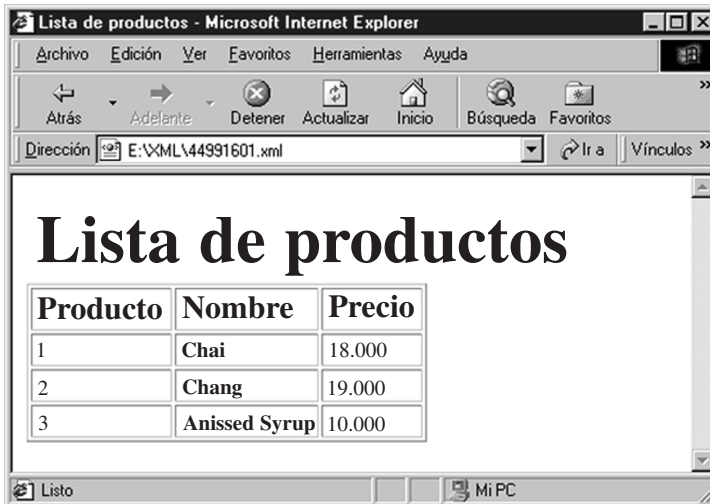 Lista de productos - Microsoft Internet Explorer
Archivo Edición Ver Favoritos Herramientas Ayuda
Atrás Adelante Detener Actualizar Inicio Búsqueda Favoritos »
Dirección E:\XML\44991601.xml Ir a Vínculos »
Lista de productos
Producto Nombre Precio
1 Chai 18.000
2 Chang 19.000
3 Anissed Syrup 10.000
Listo Mi PC